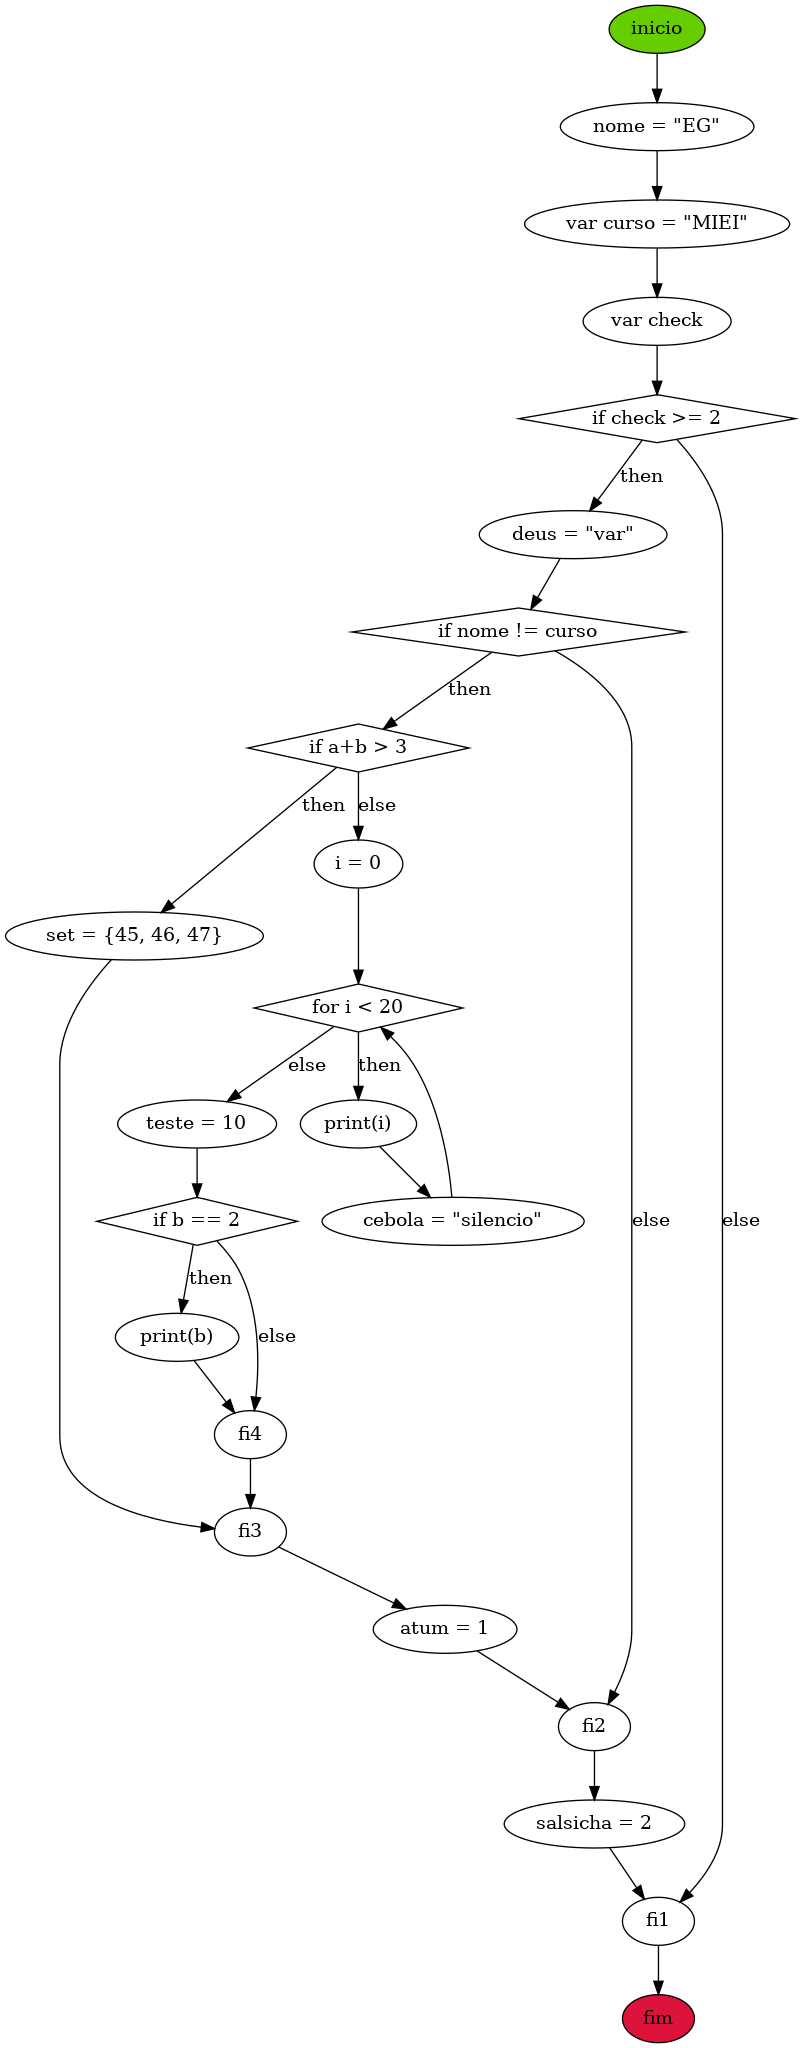 inicio
nome = "EG"
var curso = "MIEI"
var check
if check >= 2
then
deus = "var"
if nome != curso
then
if a+b > 3
then
else
i = 0
set = {45, 46, 47}
for i < 20
else
then
teste = 10
print(i)
if b == 2
cebola = "silencio"
else
else
then
print(b)
else
fi4
fi3
atum = 1
fi2
salsicha = 2
fi1
fim